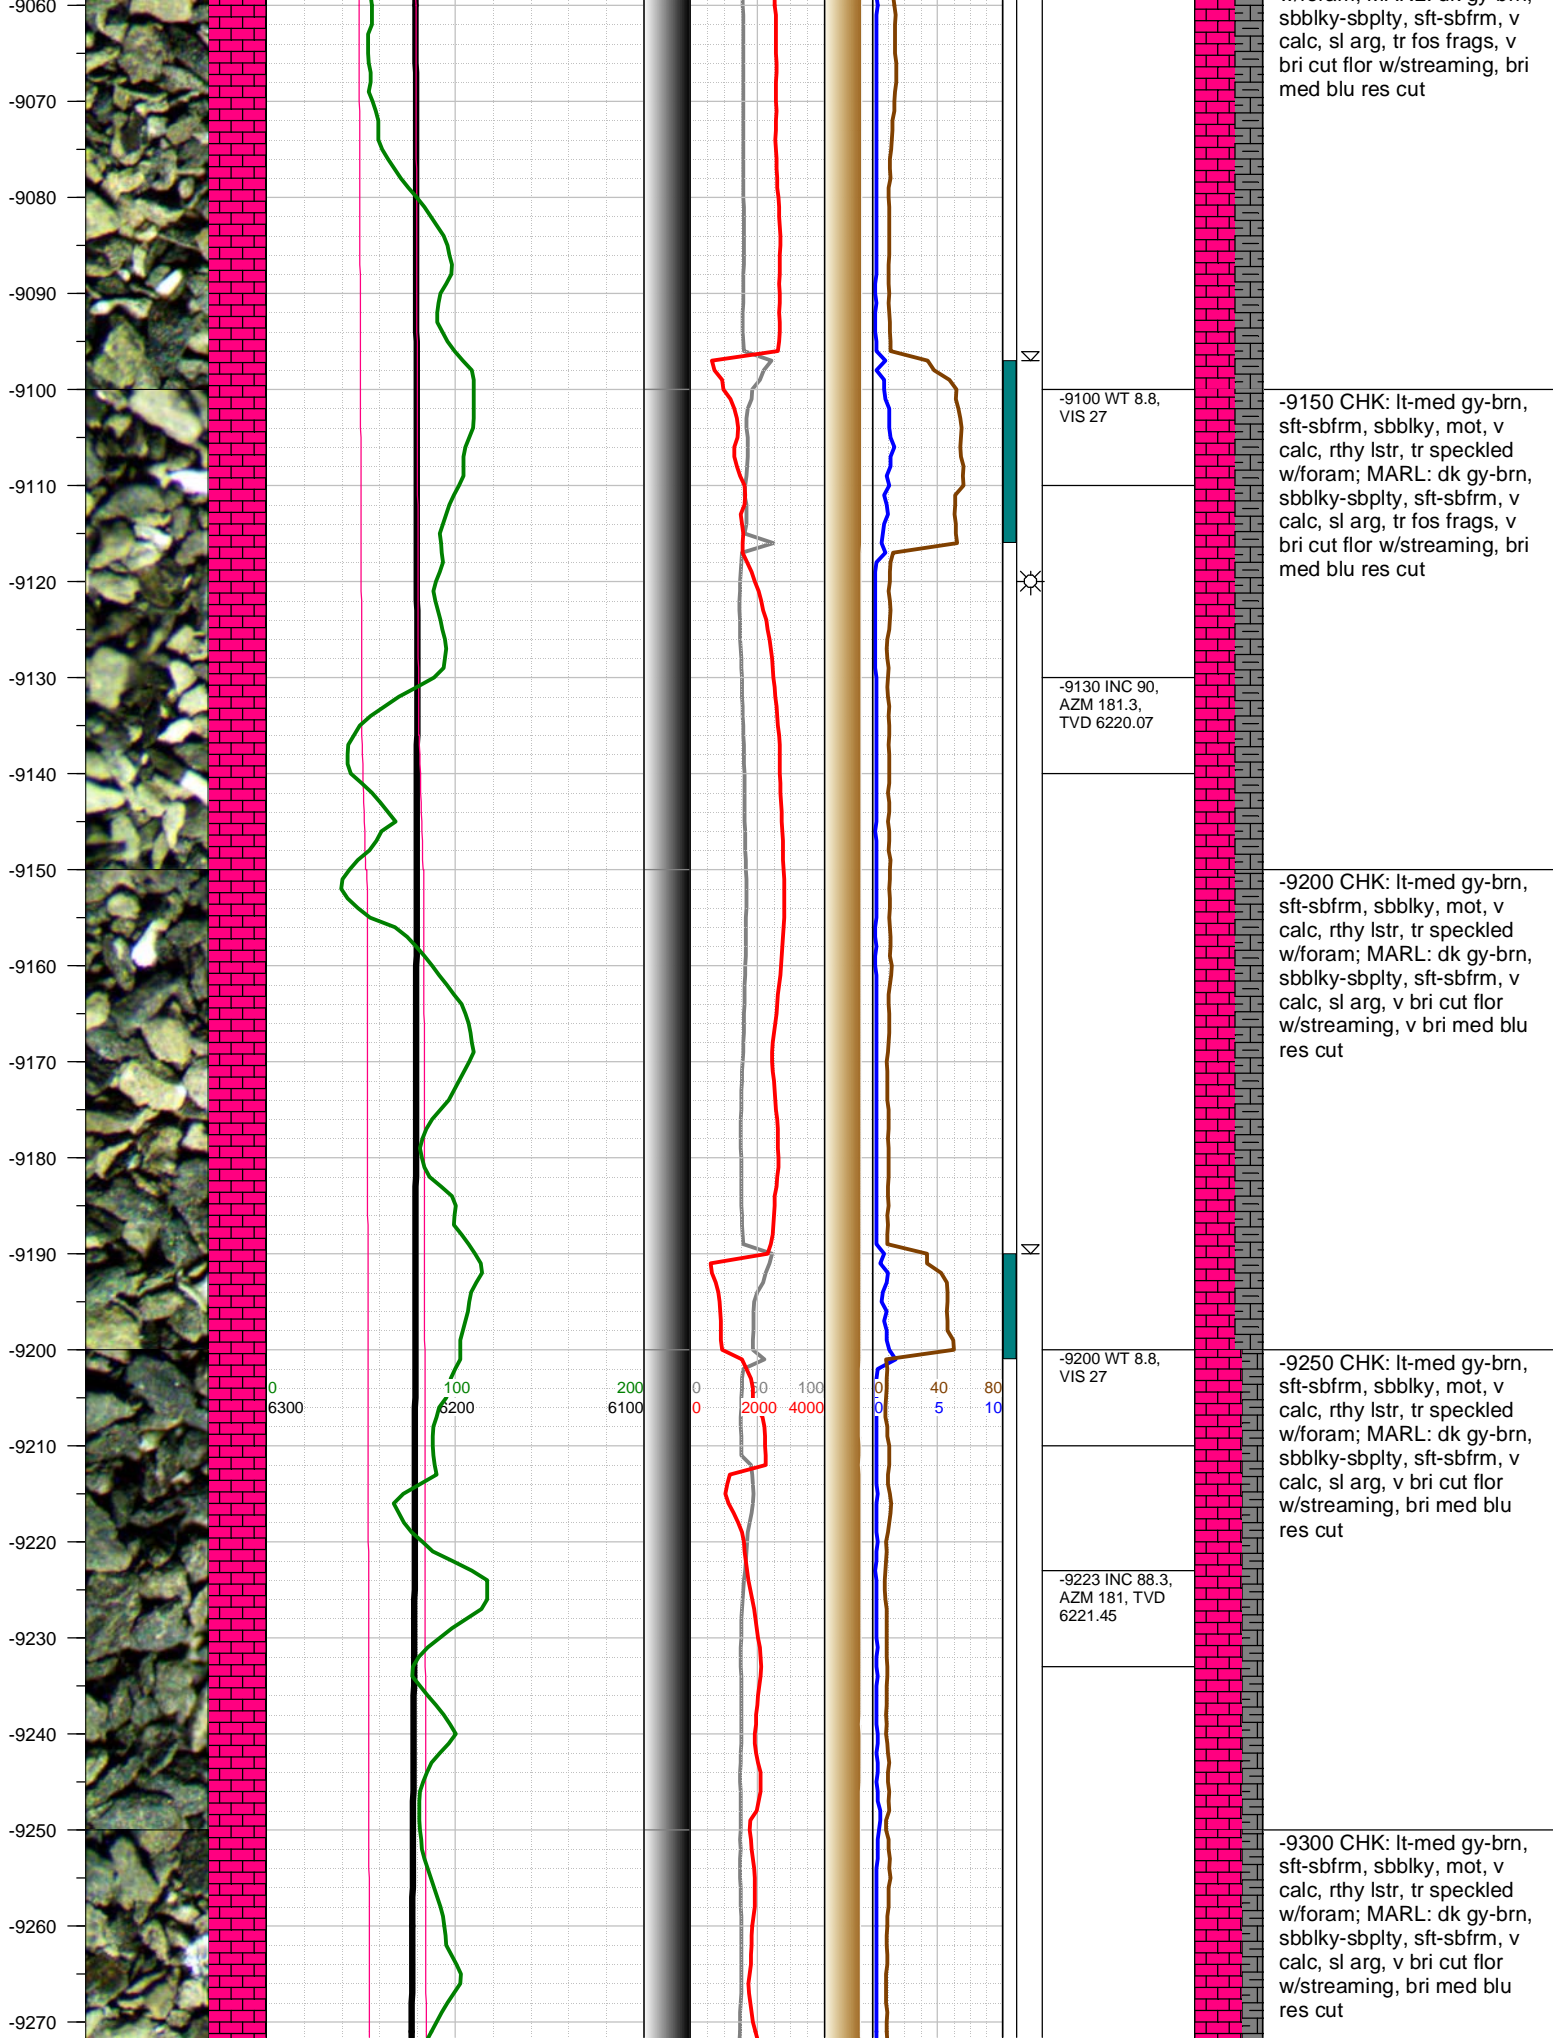 -9060
-9070
-9080
-9090
-9100
-9110
-9120
-9130
-9140
-9150
-9160
-9170
-9180
-9190
-9200
-9210
-9220
-9230
-9240
-9250
-9260
-9270
0 100 200
6300 6200 6100
0 50 100
0 2000 4000
0 40 80
0 5 10
-9100 WT 8.8,
VIS 27
-9130 INC 90,
AZM 181.3,
TVD 6220.07
-9200 WT 8.8,
VIS 27
-9223 INC 88.3,
AZM 181, TVD
6221.45
w/foram; MARL: dk gy-brn,
sbblky-sbplty, sft-sbfrm, v
calc, sl arg, tr fos frags, v
bri cut flor w/streaming, bri
med blu res cut
-9150 CHK: lt-med gy-brn,
sft-sbfrm, sbblky, mot, v
calc, rthy lstr, tr speckled
w/foram; MARL: dk gy-brn,
sbblky-sbplty, sft-sbfrm, v
calc, sl arg, tr fos frags, v
bri cut flor w/streaming, bri
med blu res cut
-9200 CHK: lt-med gy-brn,
sft-sbfrm, sbblky, mot, v
calc, rthy lstr, tr speckled
w/foram; MARL: dk gy-brn,
sbblky-sbplty, sft-sbfrm, v
calc, sl arg, v bri cut flor
w/streaming, v bri med blu
res cut
-9250 CHK: lt-med gy-brn,
sft-sbfrm, sbblky, mot, v
calc, rthy lstr, tr speckled
w/foram; MARL: dk gy-brn,
sbblky-sbplty, sft-sbfrm, v
calc, sl arg, v bri cut flor
w/streaming, bri med blu
res cut
-9300 CHK: lt-med gy-brn,
sft-sbfrm, sbblky, mot, v
calc, rthy lstr, tr speckled
w/foram; MARL: dk gy-brn,
sbblky-sbplty, sft-sbfrm, v
calc, sl arg, v bri cut flor
w/streaming, bri med blu
res cut